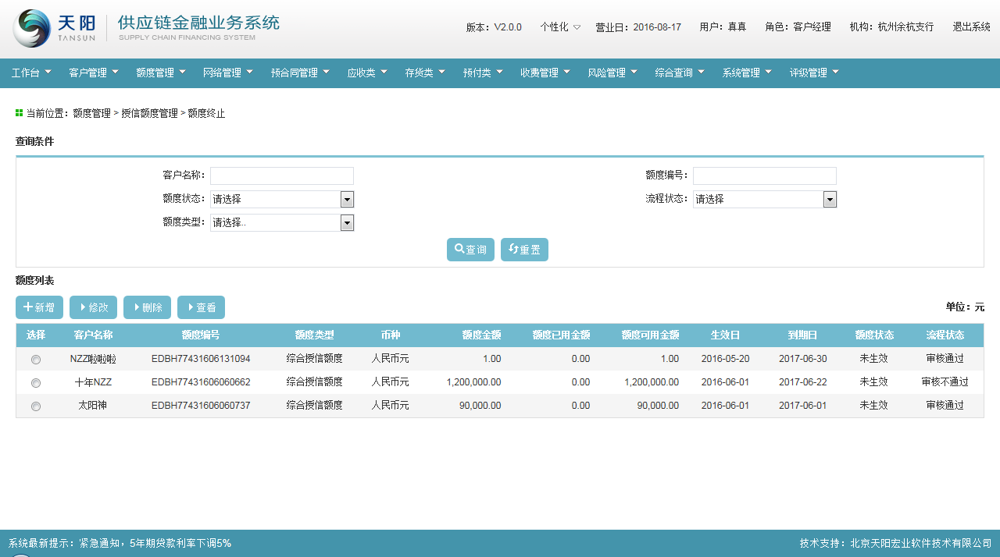 天阳 TANSUN 供应链金融业务系统 SUPPLY CHAIN FINANCING SYSTEM
版本：V2.0.0 个性化 营业日：2016-08-17 用户：真真 角色：客户经理 机构：杭州余杭支行 退出系统
工作台 客户管理 额度管理 网络管理 预合同管理 应收类 存货类 预付类 收费管理 风险管理 综合查询 系统管理 评级管理
当前位置：额度管理 > 授信额度管理 > 额度终止
查询条件
客户名称： 额度编号：
额度状态：请选择 流程状态：请选择
额度类型：请选择..
查询 重置
额度列表
新增 修改 删除 查看 单位：元
选择 客户名称 额度编号 额度类型 币种 额度金额 额度已用金额 额度可用金额 生效日 到期日 额度状态 流程状态
NZZ啦啦啦 EDBH77431606131094 综合授信额度 人民币元 1.00 0.00 1.00 2016-05-20 2017-06-30 未生效 审核通过
十年NZZ EDBH77431606060662 综合授信额度 人民币元 1,200,000.00 0.00 1,200,000.00 2016-06-01 2017-06-22 未生效 审核不通过
太阳神 EDBH77431606060737 综合授信额度 人民币元 90,000.00 0.00 90,000.00 2016-06-01 2017-06-01 未生效 审核通过
系统最新提示：紧急通知，5年期贷款利率下调5% 技术支持：北京天阳宏业软件技术有限公司